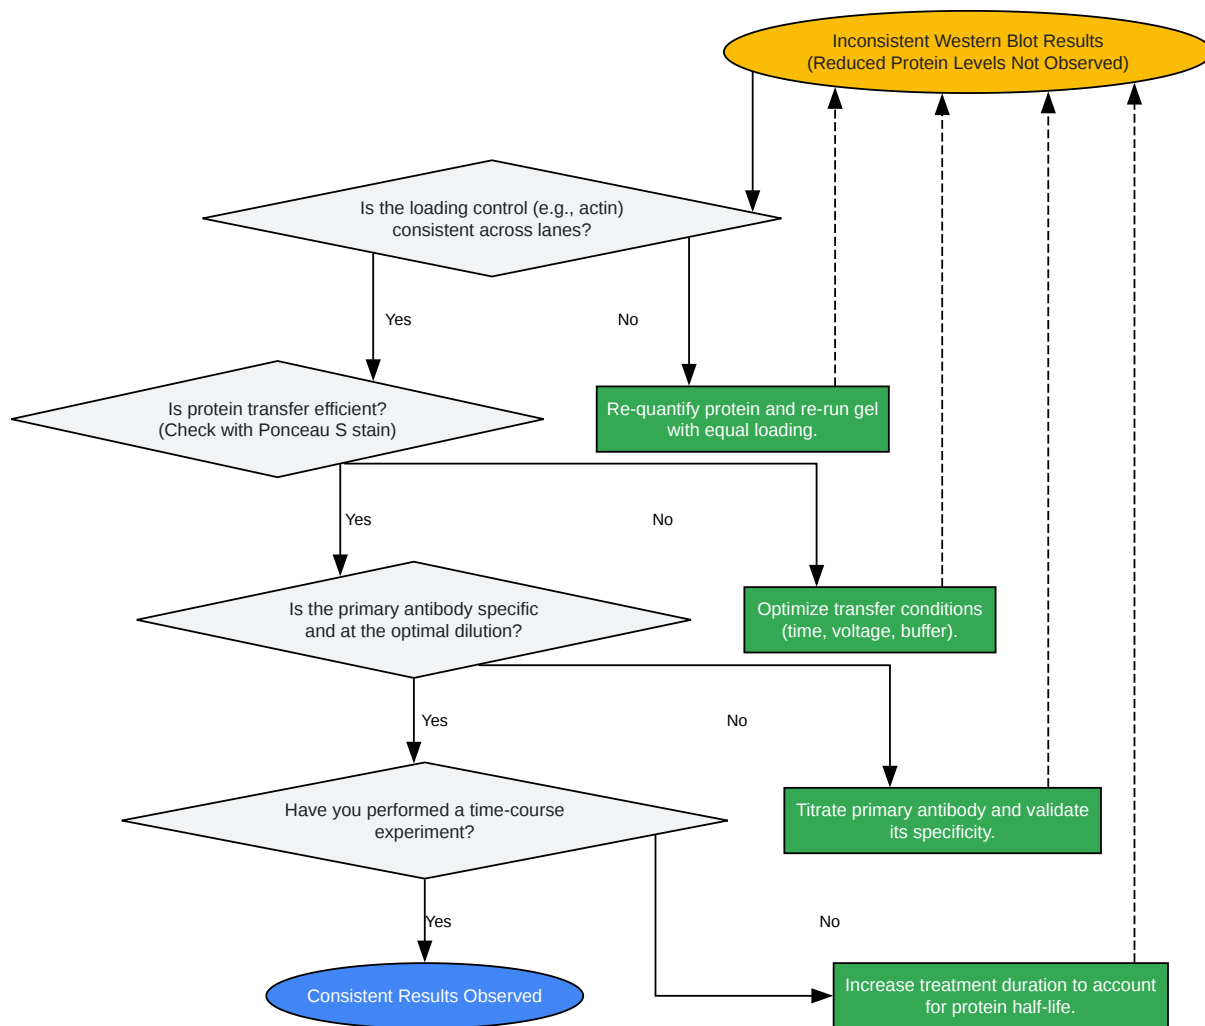 Inconsistent Western Blot Results
(Reduced Protein Levels Not Observed)
Is the loading control (e.g., actin)
consistent across lanes?
Yes
No
Is protein transfer efficient?
(Check with Ponceau S stain)
Re-quantify protein and re-run gel
with equal loading.
Yes
No
Is the primary antibody specific
and at the optimal dilution?
Optimize transfer conditions
(time, voltage, buffer).
Yes
No
Have you performed a time-course
experiment?
Titrate primary antibody and validate
its specificity.
Yes
No
Consistent Results Observed
Increase treatment duration to account
for protein half-life.